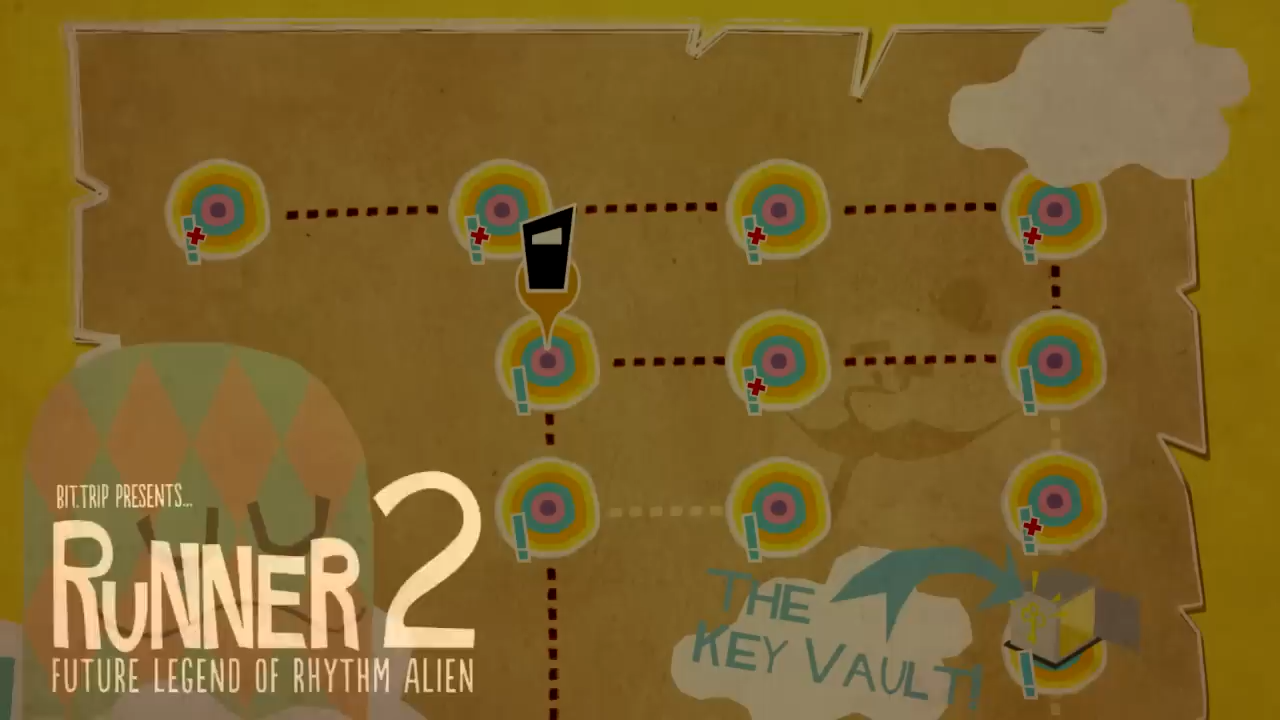 BIT.TRIP PRESENTS...
RUNNER 2
FUTURE LEGEND OF RHYTHM ALIEN
THE
KEY VAULT!